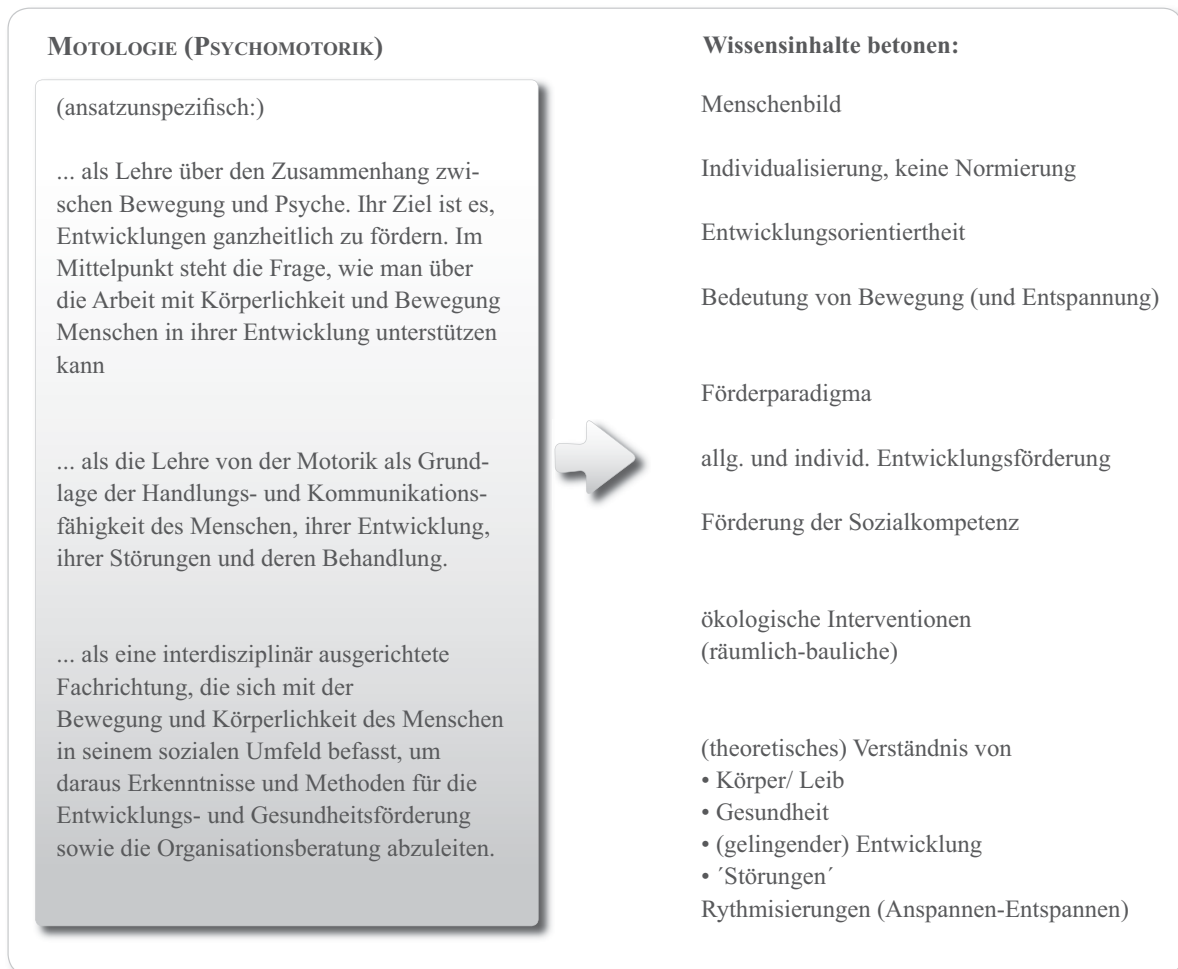 MOTOLOGIE (PSYCHOMOTORIK)
(ansatzunspezifisch:)
... als Lehre über den Zusammenhang zwi-
schen Bewegung und Psyche. Ihr Ziel ist es,
Entwicklungen ganzheitlich zu fördern. Im
Mittelpunkt steht die Frage, wie man über
die Arbeit mit Körperlichkeit und Bewegung
Menschen in ihrer Entwicklung unterstützen
kann
... als die Lehre von der Motorik als Grund-
lage der Handlungs- und Kommunikations-
fähigkeit des Menschen, ihrer Entwicklung,
ihrer Störungen und deren Behandlung.
... als eine interdisziplinär ausgerichtete
Fachrichtung, die sich mit der
Bewegung und Körperlichkeit des Menschen
in seinem sozialen Umfeld befasst, um
daraus Erkenntnisse und Methoden für die
Entwicklungs- und Gesundheitsförderung
sowie die Organisationsberatung abzuleiten.
Wissensinhalte betonen:
Menschenbild
Individualisierung, keine Normierung
Entwicklungsorientiertheit
Bedeutung von Bewegung (und Entspannung)
Förderparadigma
allg. und individ. Entwicklungsförderung
Förderung der Sozialkompetenz
ökologische Interventionen
(räumlich-bauliche)
(theoretisches) Verständnis von
• Körper/ Leib
• Gesundheit
• (gelingender) Entwicklung
• ´Störungen´
Rythmisierungen (Anspannen-Entspannen)